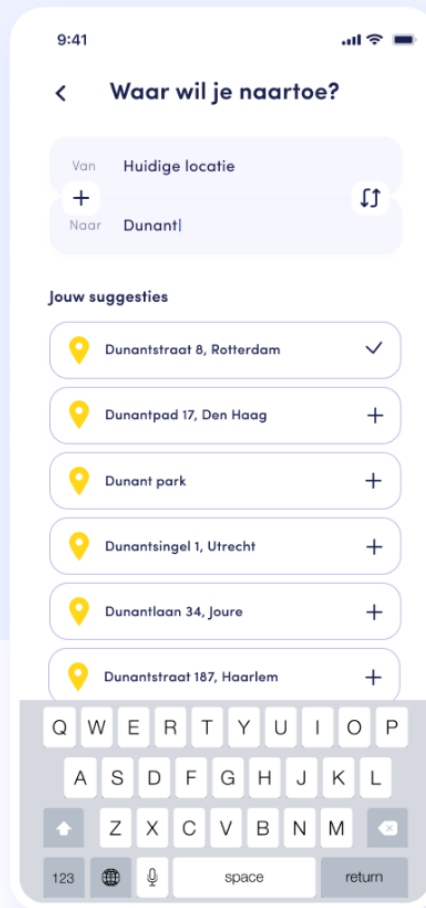 9:41
Waar wil je naartoe?
Van Huidige locatie
Naar Dunant
Jouw suggesties
Dunantstraat 8, Rotterdam
Dunantpad 17, Den Haag
Dunant park
Dunantsingel 1, Utrecht
Dunantlaan 34, Joure
Dunantstraat 187, Haarlem
Q W E R T Y U I O P
A S D F G H J K L
Z X C V B N M
123 space return